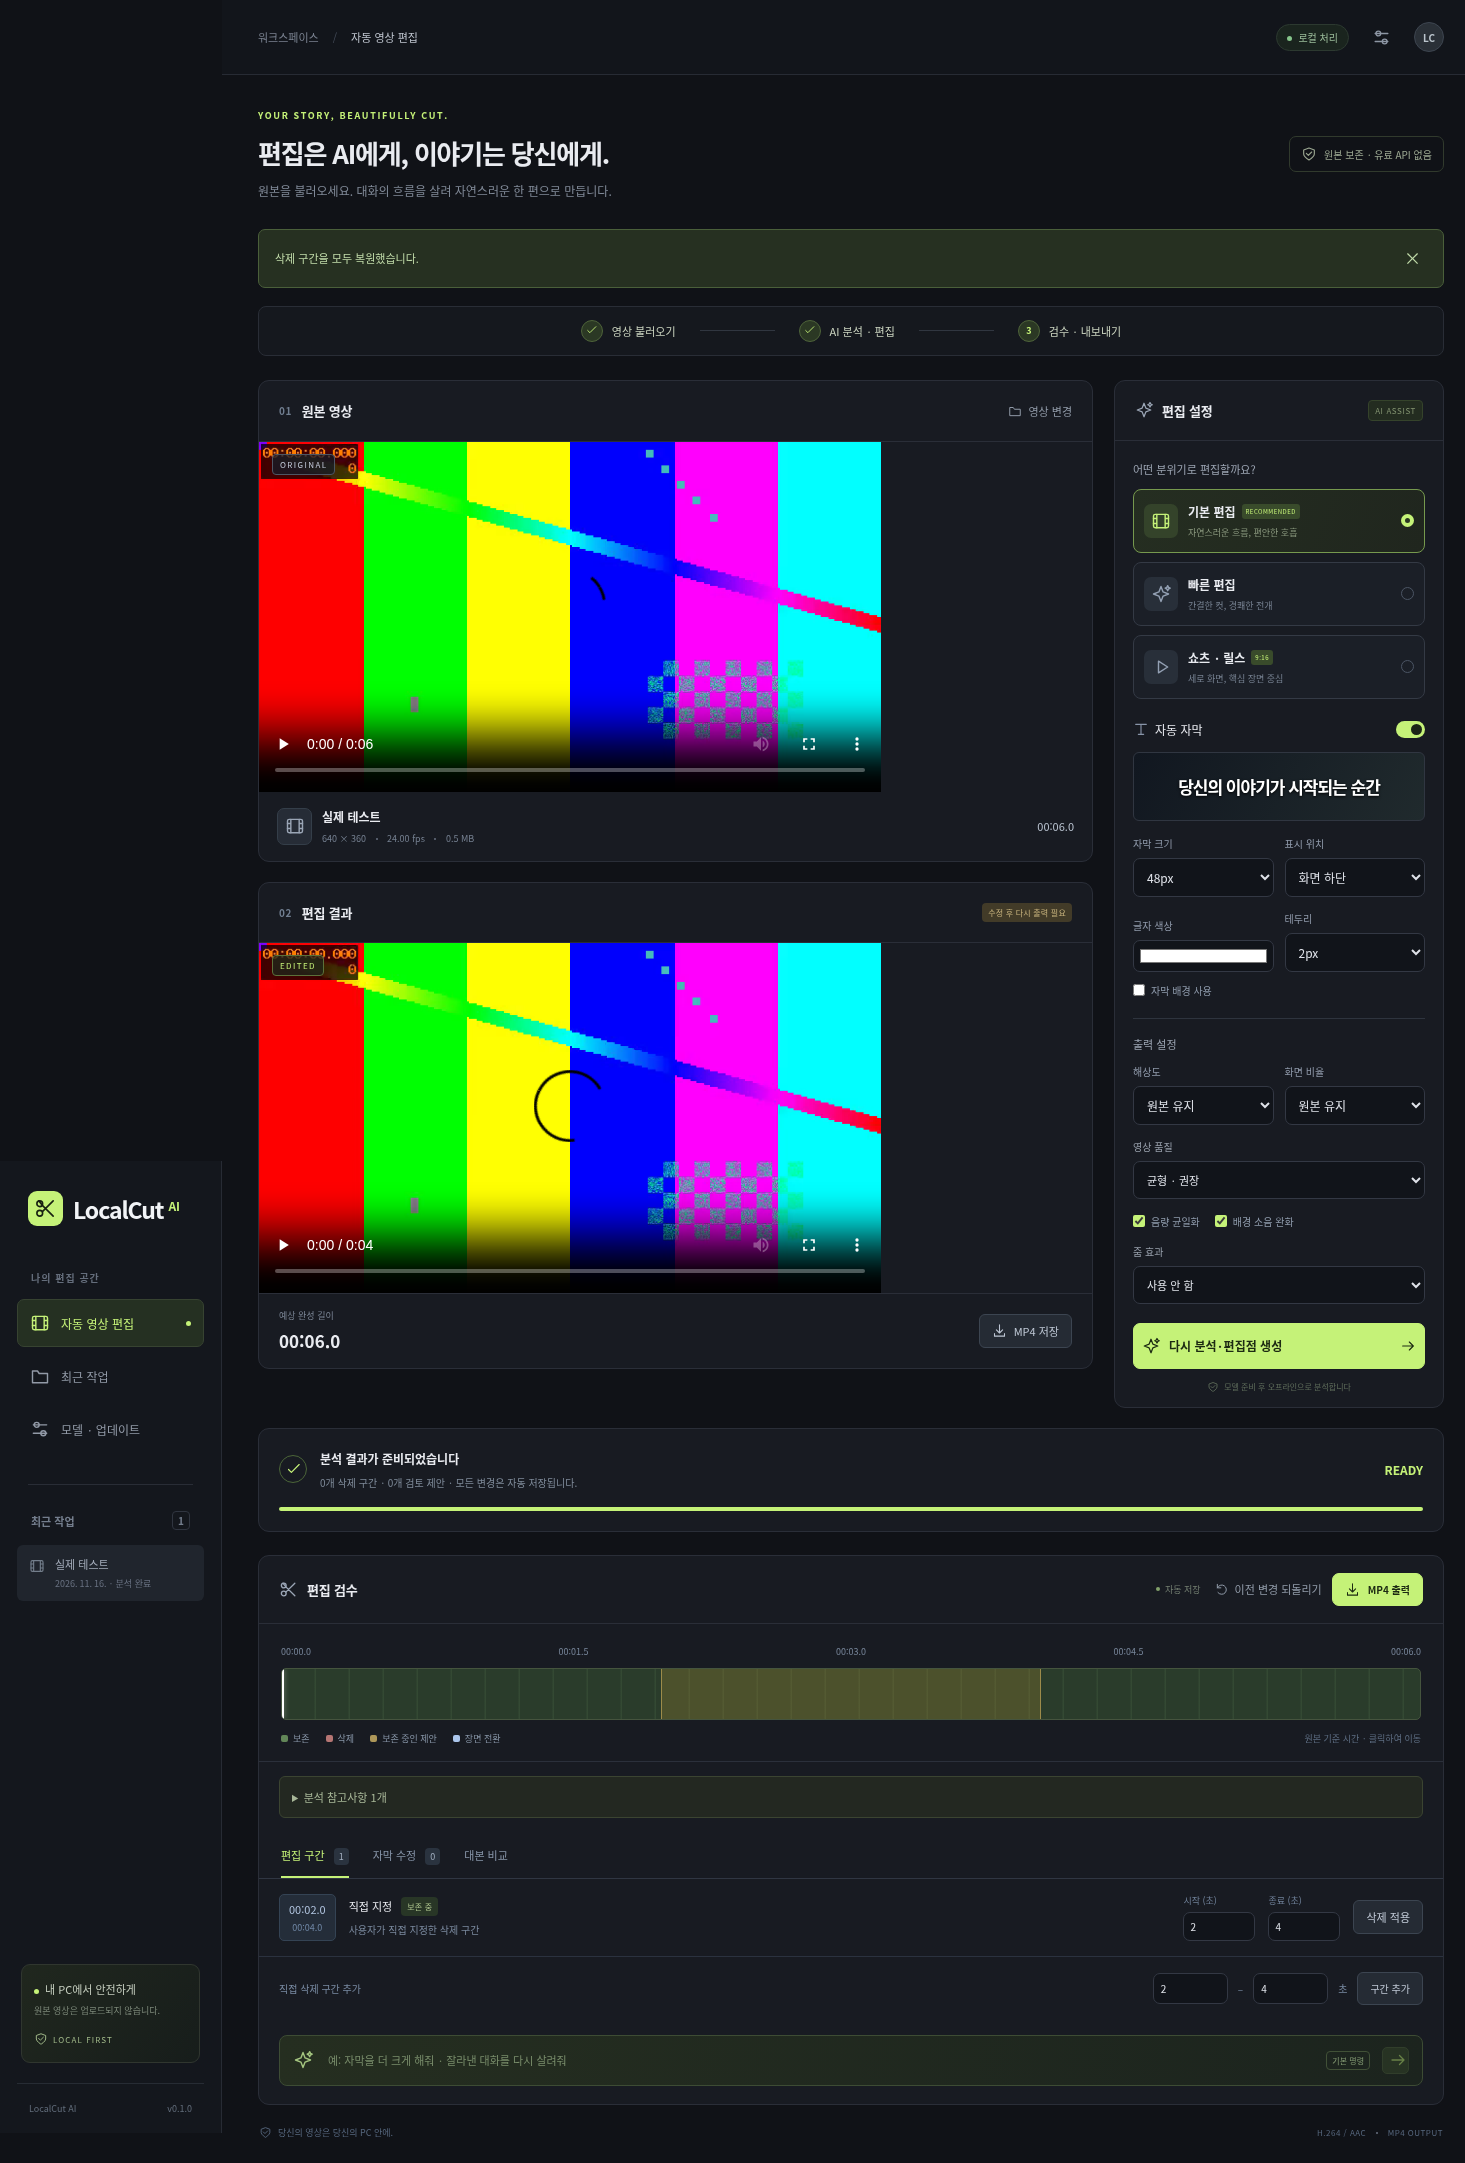 워크스페이스 / 자동 영상 편집
로컬 처리
LC
YOUR STORY, BEAUTIFULLY CUT.
편집은 AI에게, 이야기는 당신에게.
원본 보존 · 유료 API 없음
원본을 불러오세요. 대화의 흐름을 살려 자연스러운 한 편으로 만듭니다.
삭제 구간을 모두 복원했습니다.
영상 불러오기
AI 분석 · 편집
3 검수 · 내보내기
01 원본 영상
영상 변경
00:00:00.000
0
ORIGINAL
0:00 / 0:06
실제 테스트
640 × 360 • 24.00 fps • 0.5 MB
00:06.0
02 편집 결과
수정 후 다시 출력 필요
00:00:00.000
0
EDITED
0:00 / 0:04
예상 완성 길이
00:06.0
MP4 저장
편집 설정
AI ASSIST
어떤 분위기로 편집할까요?
기본 편집 RECOMMENDED
자연스러운 흐름, 편안한 호흡
빠른 편집
간결한 컷, 경쾌한 전개
쇼츠 · 릴스 9:16
세로 화면, 핵심 장면 중심
자동 자막
당신의 이야기가 시작되는 순간
자막 크기
표시 위치
48px
화면 하단
글자 색상
테두리
2px
자막 배경 사용
출력 설정
해상도
화면 비율
원본 유지
원본 유지
영상 품질
균형 · 권장
음량 균일화
배경 소음 완화
줌 효과
사용 안 함
다시 분석·편집점 생성
모델 준비 후 오프라인으로 분석합니다
LocalCut AI
나의 편집 공간
자동 영상 편집
최근 작업
모델 · 업데이트
최근 작업 1
실제 테스트
2026. 11. 16. · 분석 완료
내 PC에서 안전하게
원본 영상은 업로드되지 않습니다.
LOCAL FIRST
LocalCut AI
v0.1.0
분석 결과가 준비되었습니다
0개 삭제 구간 · 0개 검토 제안 · 모든 변경은 자동 저장됩니다.
READY
편집 검수
자동 저장
이전 변경 되돌리기
MP4 출력
00:00.0
00:01.5
00:03.0
00:04.5
00:06.0
보존
삭제
보존 중인 제안
장면 전환
원본 기준 시간 · 클릭하여 이동
분석 참고사항 1개
편집 구간 1
자막 수정 0
대본 비교
00:02.0
00:04.0
직접 지정 보존 중
사용자가 직접 지정한 삭제 구간
시작 (초)
종료 (초)
2
4
삭제 적용
직접 삭제 구간 추가
2 – 4 초
구간 추가
예: 자막을 더 크게 해줘 · 잘라낸 대화를 다시 살려줘
기본 명령
당신의 영상은 당신의 PC 안에.
H.264 / AAC • MP4 OUTPUT